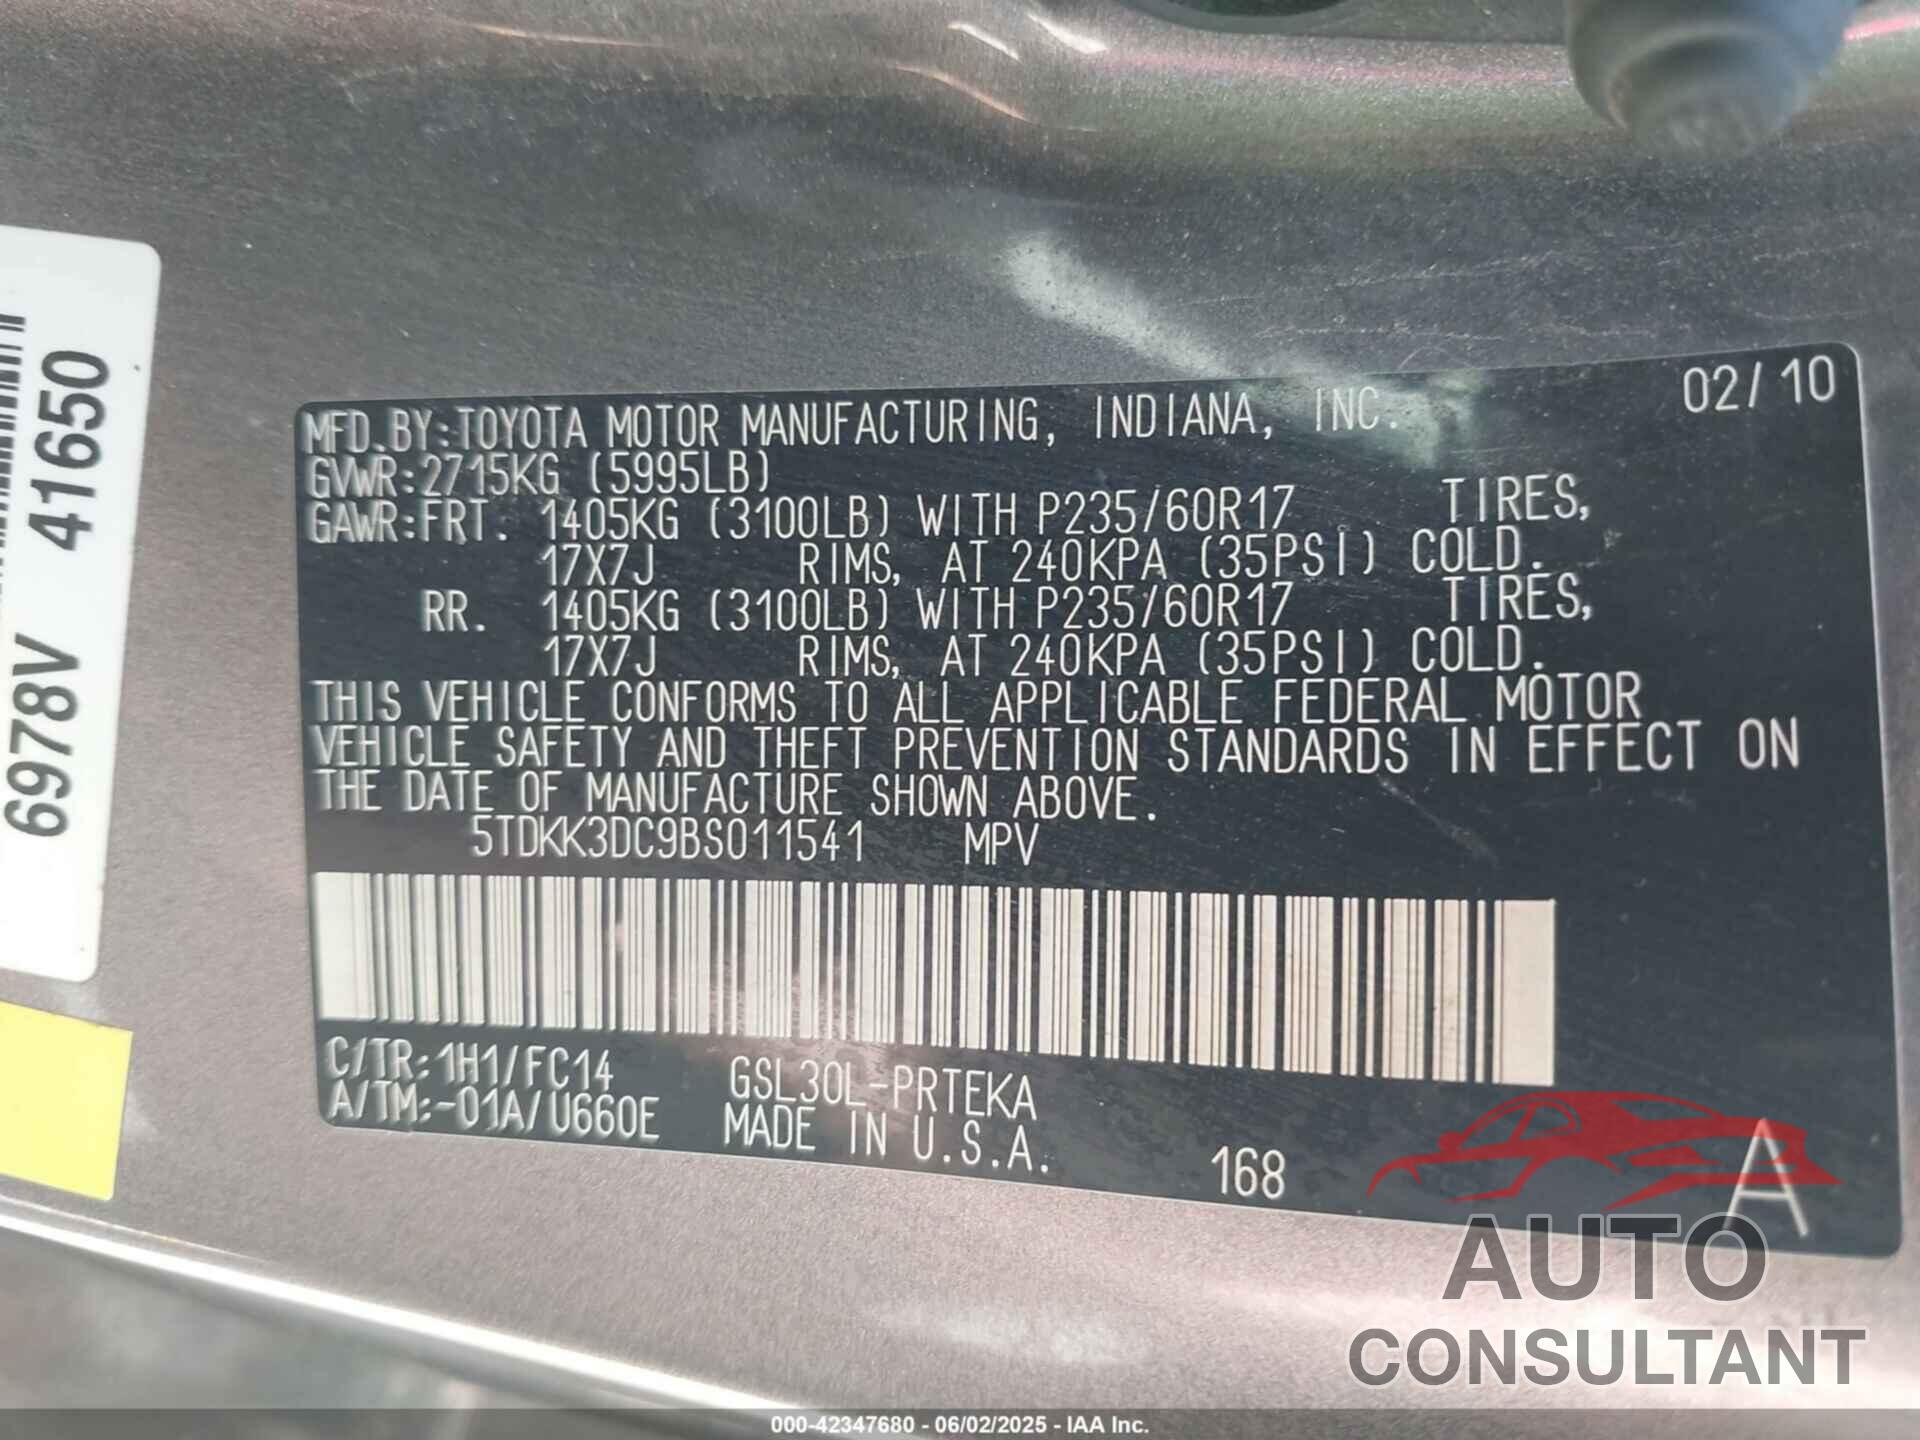 6978V 41650
02/10
MFD.BY:TOYOTA MOTOR MANUFACTURING, INDIANA, INC.
GVWR:2715KG (5995LB)
GAWR:FRT. 1405KG (3100LB) WITH P235/60R17 TIRES,
17X7J RIMS, AT 240KPA (35PSI) COLD.
RR. 1405KG (3100LB) WITH P235/60R17 TIRES,
17X7J RIMS, AT 240KPA (35PSI) COLD.
THIS VEHICLE CONFORMS TO ALL APPLICABLE FEDERAL MOTOR
VEHICLE SAFETY AND THEFT PREVENTION STANDARDS IN EFFECT ON
THE DATE OF MANUFACTURE SHOWN ABOVE.
5TDKK3DC9BS011541 MPV
C/TR:1H1/FC14 GSL30L-PRTEKA
A/TM:-01A/U660E MADE IN U.S.A.
168 A
AUTO
CONSULTANT
000-42347680 - 06/02/2025 - IAA Inc.